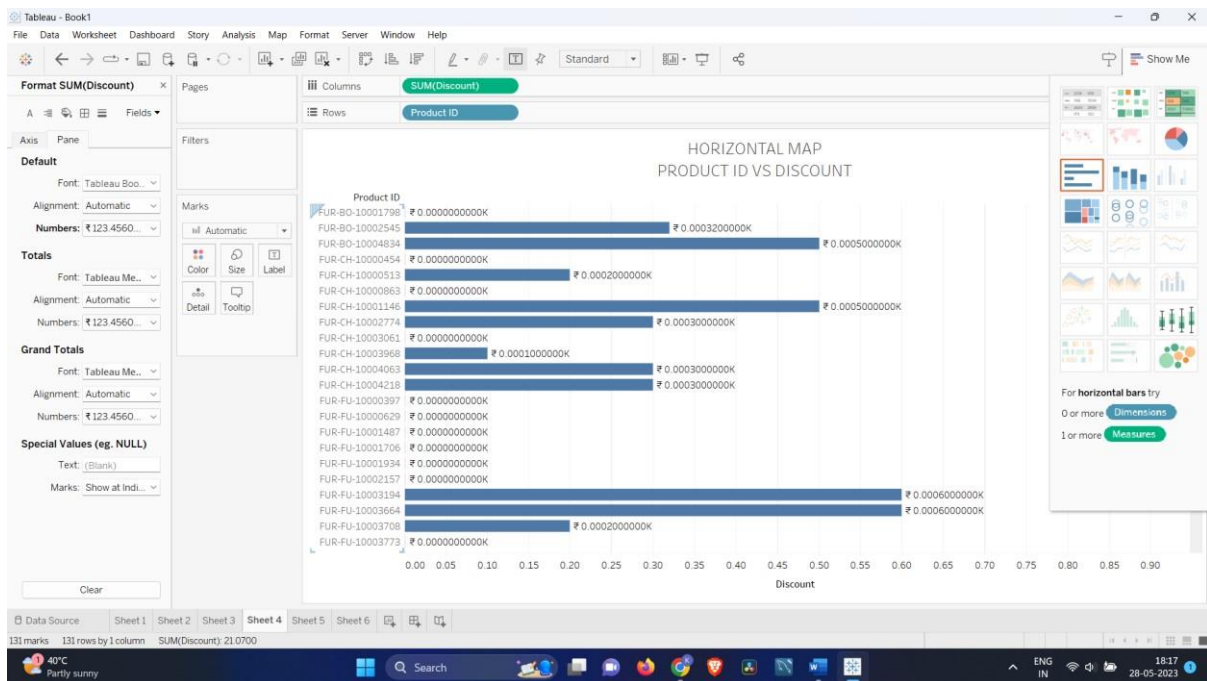 Tableau - Book1
File Data Worksheet Dashboard Story Analysis Map Format Server Window Help
Standard
Show Me
Format SUM(Discount)
Fields
Axis Pane
Default
Font: Tableau Boo..
Alignment: Automatic
Numbers: ₹123.4560...
Totals
Font: Tableau Me..
Alignment: Automatic
Numbers: ₹123.4560...
Grand Totals
Font: Tableau Me..
Alignment: Automatic
Numbers: ₹123.4560...
Special Values (eg. NULL)
Text: (Blank)
Marks: Show at Indi...
Clear
Pages
Filters
Marks
Automatic
Color Size Label
Detail Tooltip
Columns SUM(Discount)
Rows Product ID
HORIZONTAL MAP
PRODUCT ID VS DISCOUNT
Product ID
FUR-BO-10001798 ₹ 0.0000000000K
FUR-BO-10002545 ₹ 0.0003200000K
FUR-BO-10004834 ₹ 0.0005000000K
FUR-CH-10000454 ₹ 0.0000000000K
FUR-CH-10000513 ₹ 0.0002000000K
FUR-CH-10000863 ₹ 0.0000000000K
FUR-CH-10001146 ₹ 0.0005000000K
FUR-CH-10002774 ₹ 0.0003000000K
FUR-CH-10003061 ₹ 0.0000000000K
FUR-CH-10003968 ₹ 0.0001000000K
FUR-CH-10004063 ₹ 0.0003000000K
FUR-CH-10004218 ₹ 0.0003000000K
FUR-FU-10000397 ₹ 0.0000000000K
FUR-FU-10000629 ₹ 0.0000000000K
FUR-FU-10001487 ₹ 0.0000000000K
FUR-FU-10001706 ₹ 0.0000000000K
FUR-FU-10001934 ₹ 0.0000000000K
FUR-FU-10002157 ₹ 0.0000000000K
FUR-FU-10003194 ₹ 0.0006000000K
FUR-FU-10003664 ₹ 0.0006000000K
FUR-FU-10003708 ₹ 0.0002000000K
FUR-FU-10003773 ₹ 0.0000000000K
0.00 0.05 0.10 0.15 0.20 0.25 0.30 0.35 0.40 0.45 0.50 0.55 0.60 0.65 0.70 0.75 0.80 0.85 0.90
Discount
For horizontal bars try
0 or more Dimensions
1 or more Measures
Data Source Sheet 1 Sheet 2 Sheet 3 Sheet 4 Sheet 5 Sheet 6
131 marks 131 rows by 1 column SUM(Discount): 21.0700
40°C
Partly sunny
Search
ENG
IN
18:17
28-05-2023